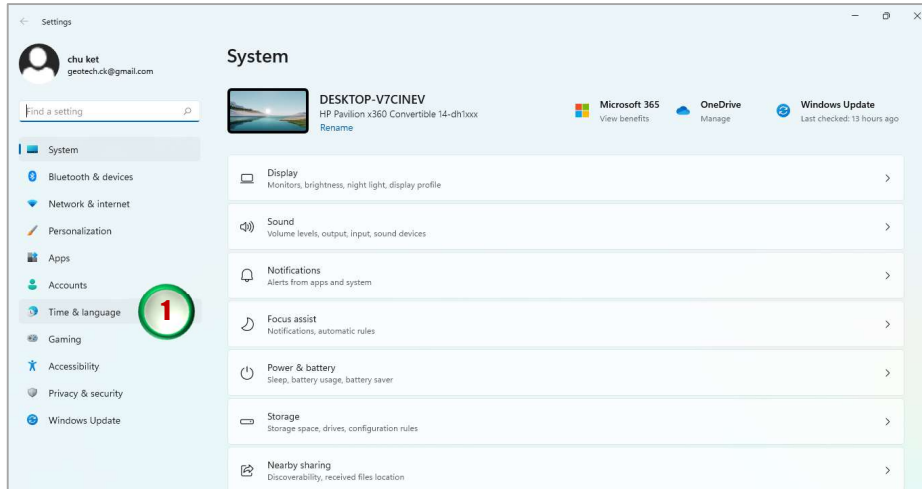 Settings
chu ket
geotech.ck@gmail.com
Find a setting
System
Bluetooth & devices
Network & internet
Personalization
Apps
Accounts
Time & language
1
Gaming
Accessibility
Privacy & security
Windows Update
System
DESKTOP-V7CINEV
HP Pavilion x360 Convertible 14-dh1xxx
Rename
Microsoft 365
View benefits
OneDrive
Manage
Windows Update
Last checked: 13 hours ago
Display
Monitors, brightness, night light, display profile
Sound
Volume levels, output, input, sound devices
Notifications
Alerts from apps and system
Focus assist
Notifications, automatic rules
Power & battery
Sleep, battery usage, battery saver
Storage
Storage space, drives, configuration rules
Nearby sharing
Discoverability, received files location